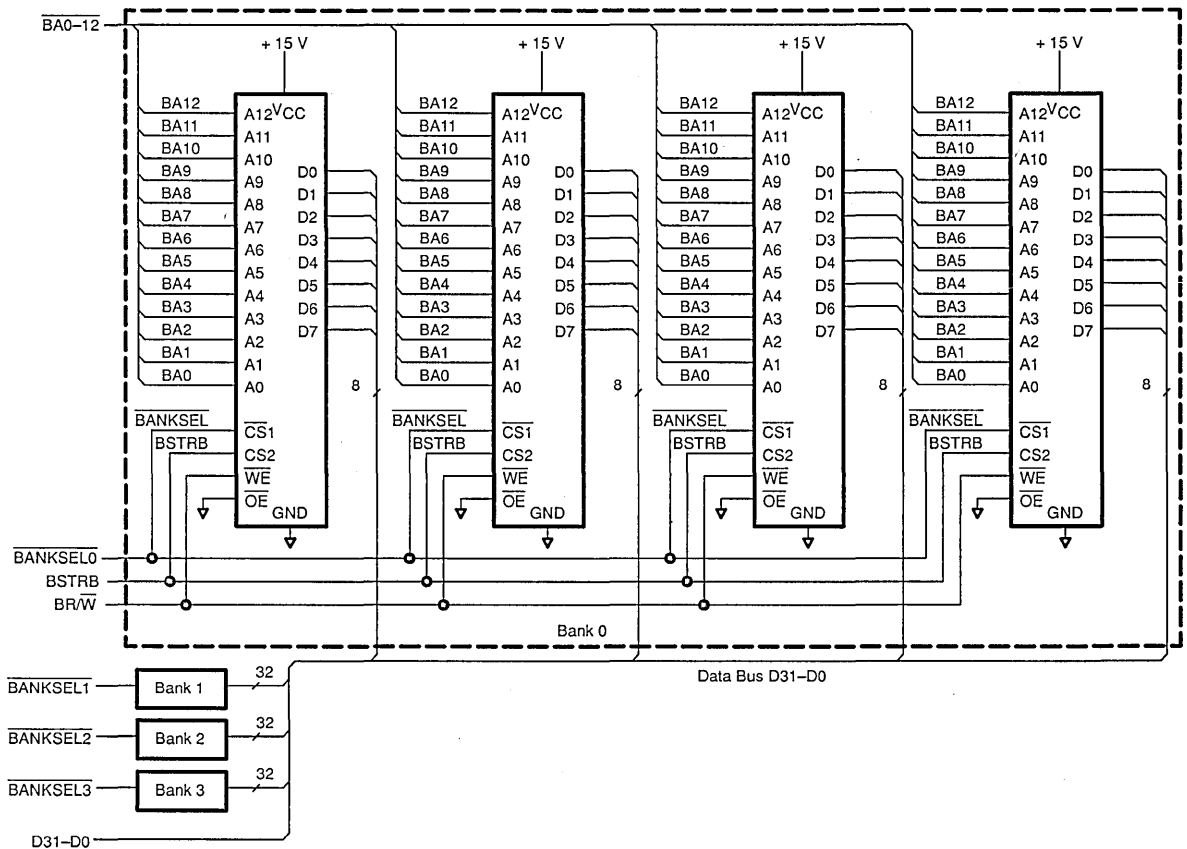 BA0–12
+ 15 V + 15 V + 15 V + 15 V
BA12 A12 VCC BA12 A12 VCC BA12 A12 VCC BA12 A12 VCC
BA11 A11 BA11 A11 BA11 A11 BA11 A11
BA10 A10 BA10 A10 BA10 A10 BA10 A10
BA9 A9 D0 BA9 A9 D0 BA9 A9 D0 BA9 A9 D0
BA8 A8 D1 BA8 A8 D1 BA8 A8 D1 BA8 A8 D1
BA7 A7 D2 BA7 A7 D2 BA7 A7 D2 BA7 A7 D2
BA6 A6 D3 BA6 A6 D3 BA6 A6 D3 BA6 A6 D3
BA5 A5 D4 BA5 A5 D4 BA5 A5 D4 BA5 A5 D4
BA4 A4 D5 BA4 A4 D5 BA4 A4 D5 BA4 A4 D5
BA3 A3 D6 BA3 A3 D6 BA3 A3 D6 BA3 A3 D6
BA2 A2 D7 BA2 A2 D7 BA2 A2 D7 BA2 A2 D7
BA1 A1 BA1 A1 BA1 A1 BA1 A1
BA0 A0 8 BA0 A0 8 BA0 A0 8 BA0 A0 8
BANKSEL CS1 BANKSEL CS1 BANKSEL CS1 BANKSEL CS1
BSTRB CS2 BSTRB CS2 BSTRB CS2 BSTRB CS2
WE WE WE WE
OE OE OE OE
GND GND GND GND
BANKSEL0
BSTRB
BR/W
Bank 0
Data Bus D31–D0
BANKSEL1 Bank 1 32
BANKSEL2 Bank 2 32
BANKSEL3 Bank 3 32
D31–D0